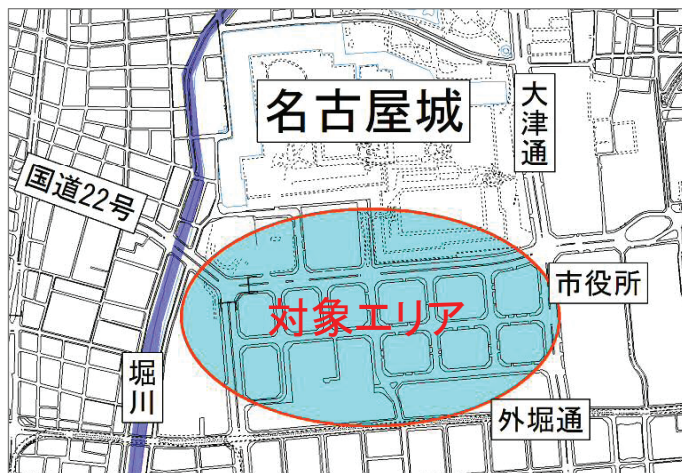 名古屋城
大津通
国道22号
対象エリア
市役所
堀川
外堀通